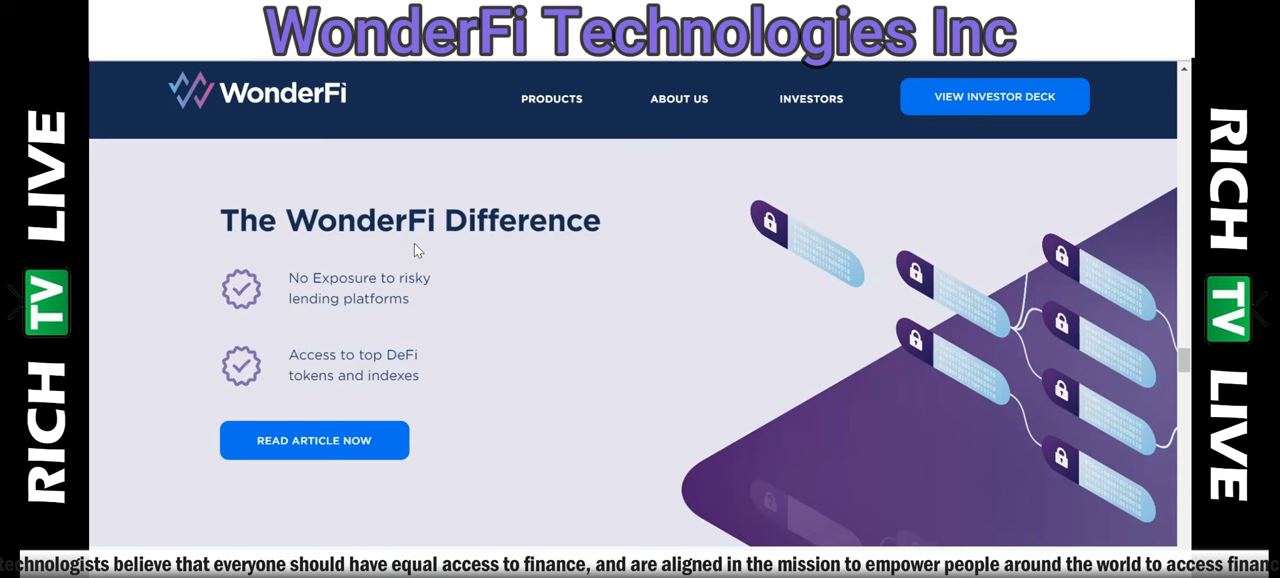 WonderFi Technologies Inc
WonderFi
PRODUCTS
ABOUT US
INVESTORS
VIEW INVESTOR DECK
The WonderFi Difference
No Exposure to risky
lending platforms
Access to top DeFi
tokens and indexes
READ ARTICLE NOW
RICH TV LIVE
RICH TV LIVE
technologists believe that everyone should have equal access to finance, and are aligned in the mission to empower people around the world to access financ